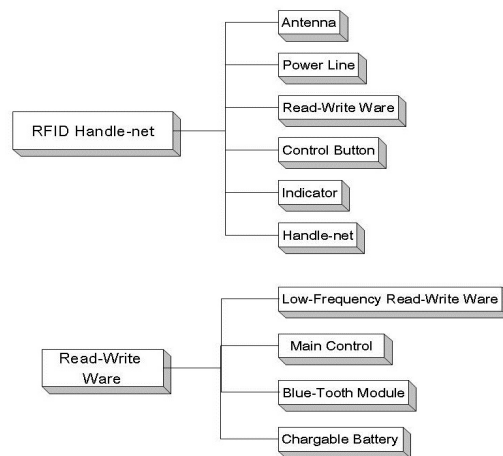 Antenna
Power Line
RFID Handle-net
Read-Write Ware
Control Button
Indicator
Handle-net
Low-Frequency Read-Write Ware
Read-Write
Ware
Main Control
Blue-Tooth Module
Chargable Battery